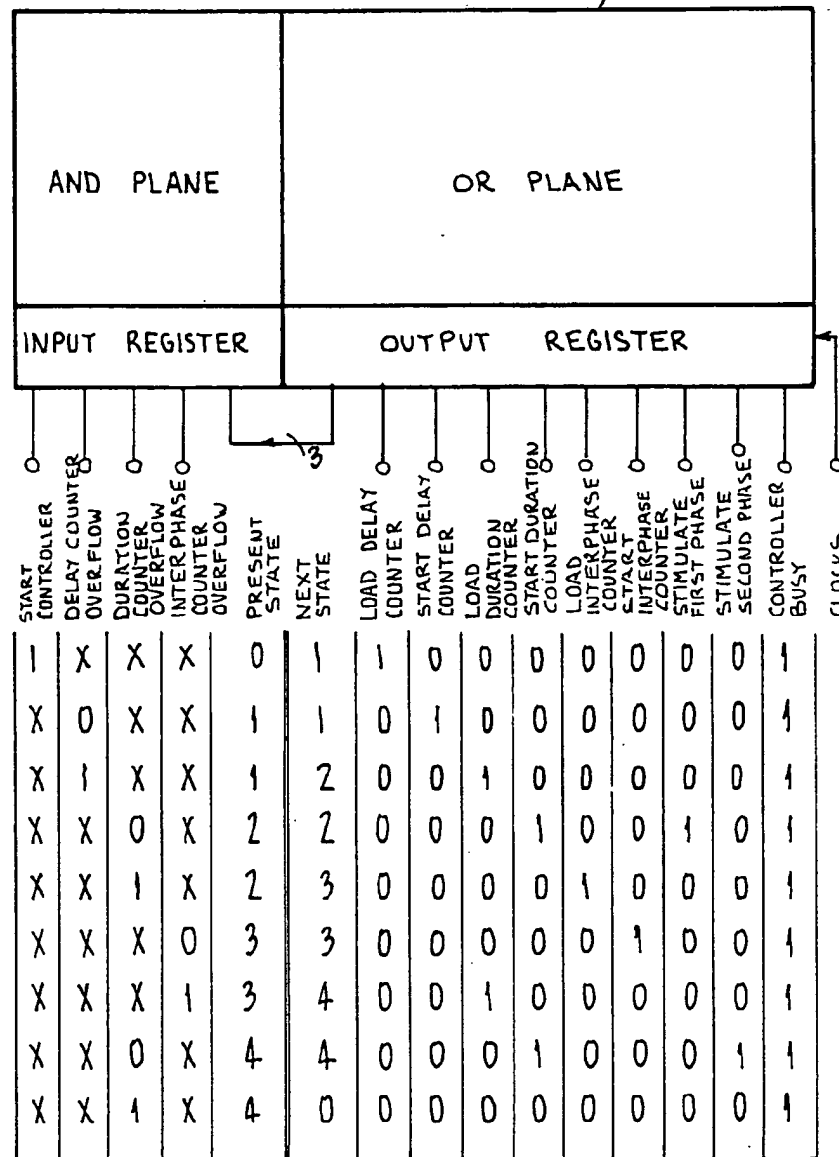 AND PLANE
OR PLANE
INPUT REGISTER
OUTPUT REGISTER
3
START CONTROLLER
DELAY COUNTER OVERFLOW
DURATION COUNTER OVERFLOW
INTERPHASE COUNTER OVERFLOW
PRESENT STATE
NEXT STATE
LOAD DELAY COUNTER
START DELAY COUNTER
LOAD DURATION COUNTER
START DURATION COUNTER
LOAD INTERPHASE COUNTER
START INTERPHASE COUNTER
STIMULATE FIRST PHASE
STIMULATE SECOND PHASE
CONTROLLER BUSY
1 X X X 0 1 1 0 0 0 0 0 0 0 1
X 0 X X 1 1 0 1 0 0 0 0 0 0 1
X 1 X X 1 2 0 0 1 0 0 0 0 0 1
X X 0 X 2 2 0 0 0 1 0 0 1 0 1
X X 1 X 2 3 0 0 0 0 1 0 0 0 1
X X X 0 3 3 0 0 0 0 0 1 0 0 1
X X X 1 3 4 0 0 1 0 0 0 0 0 1
X X 0 X 4 4 0 0 0 1 0 0 0 1 1
X X 1 X 4 0 0 0 0 0 0 0 0 0 1